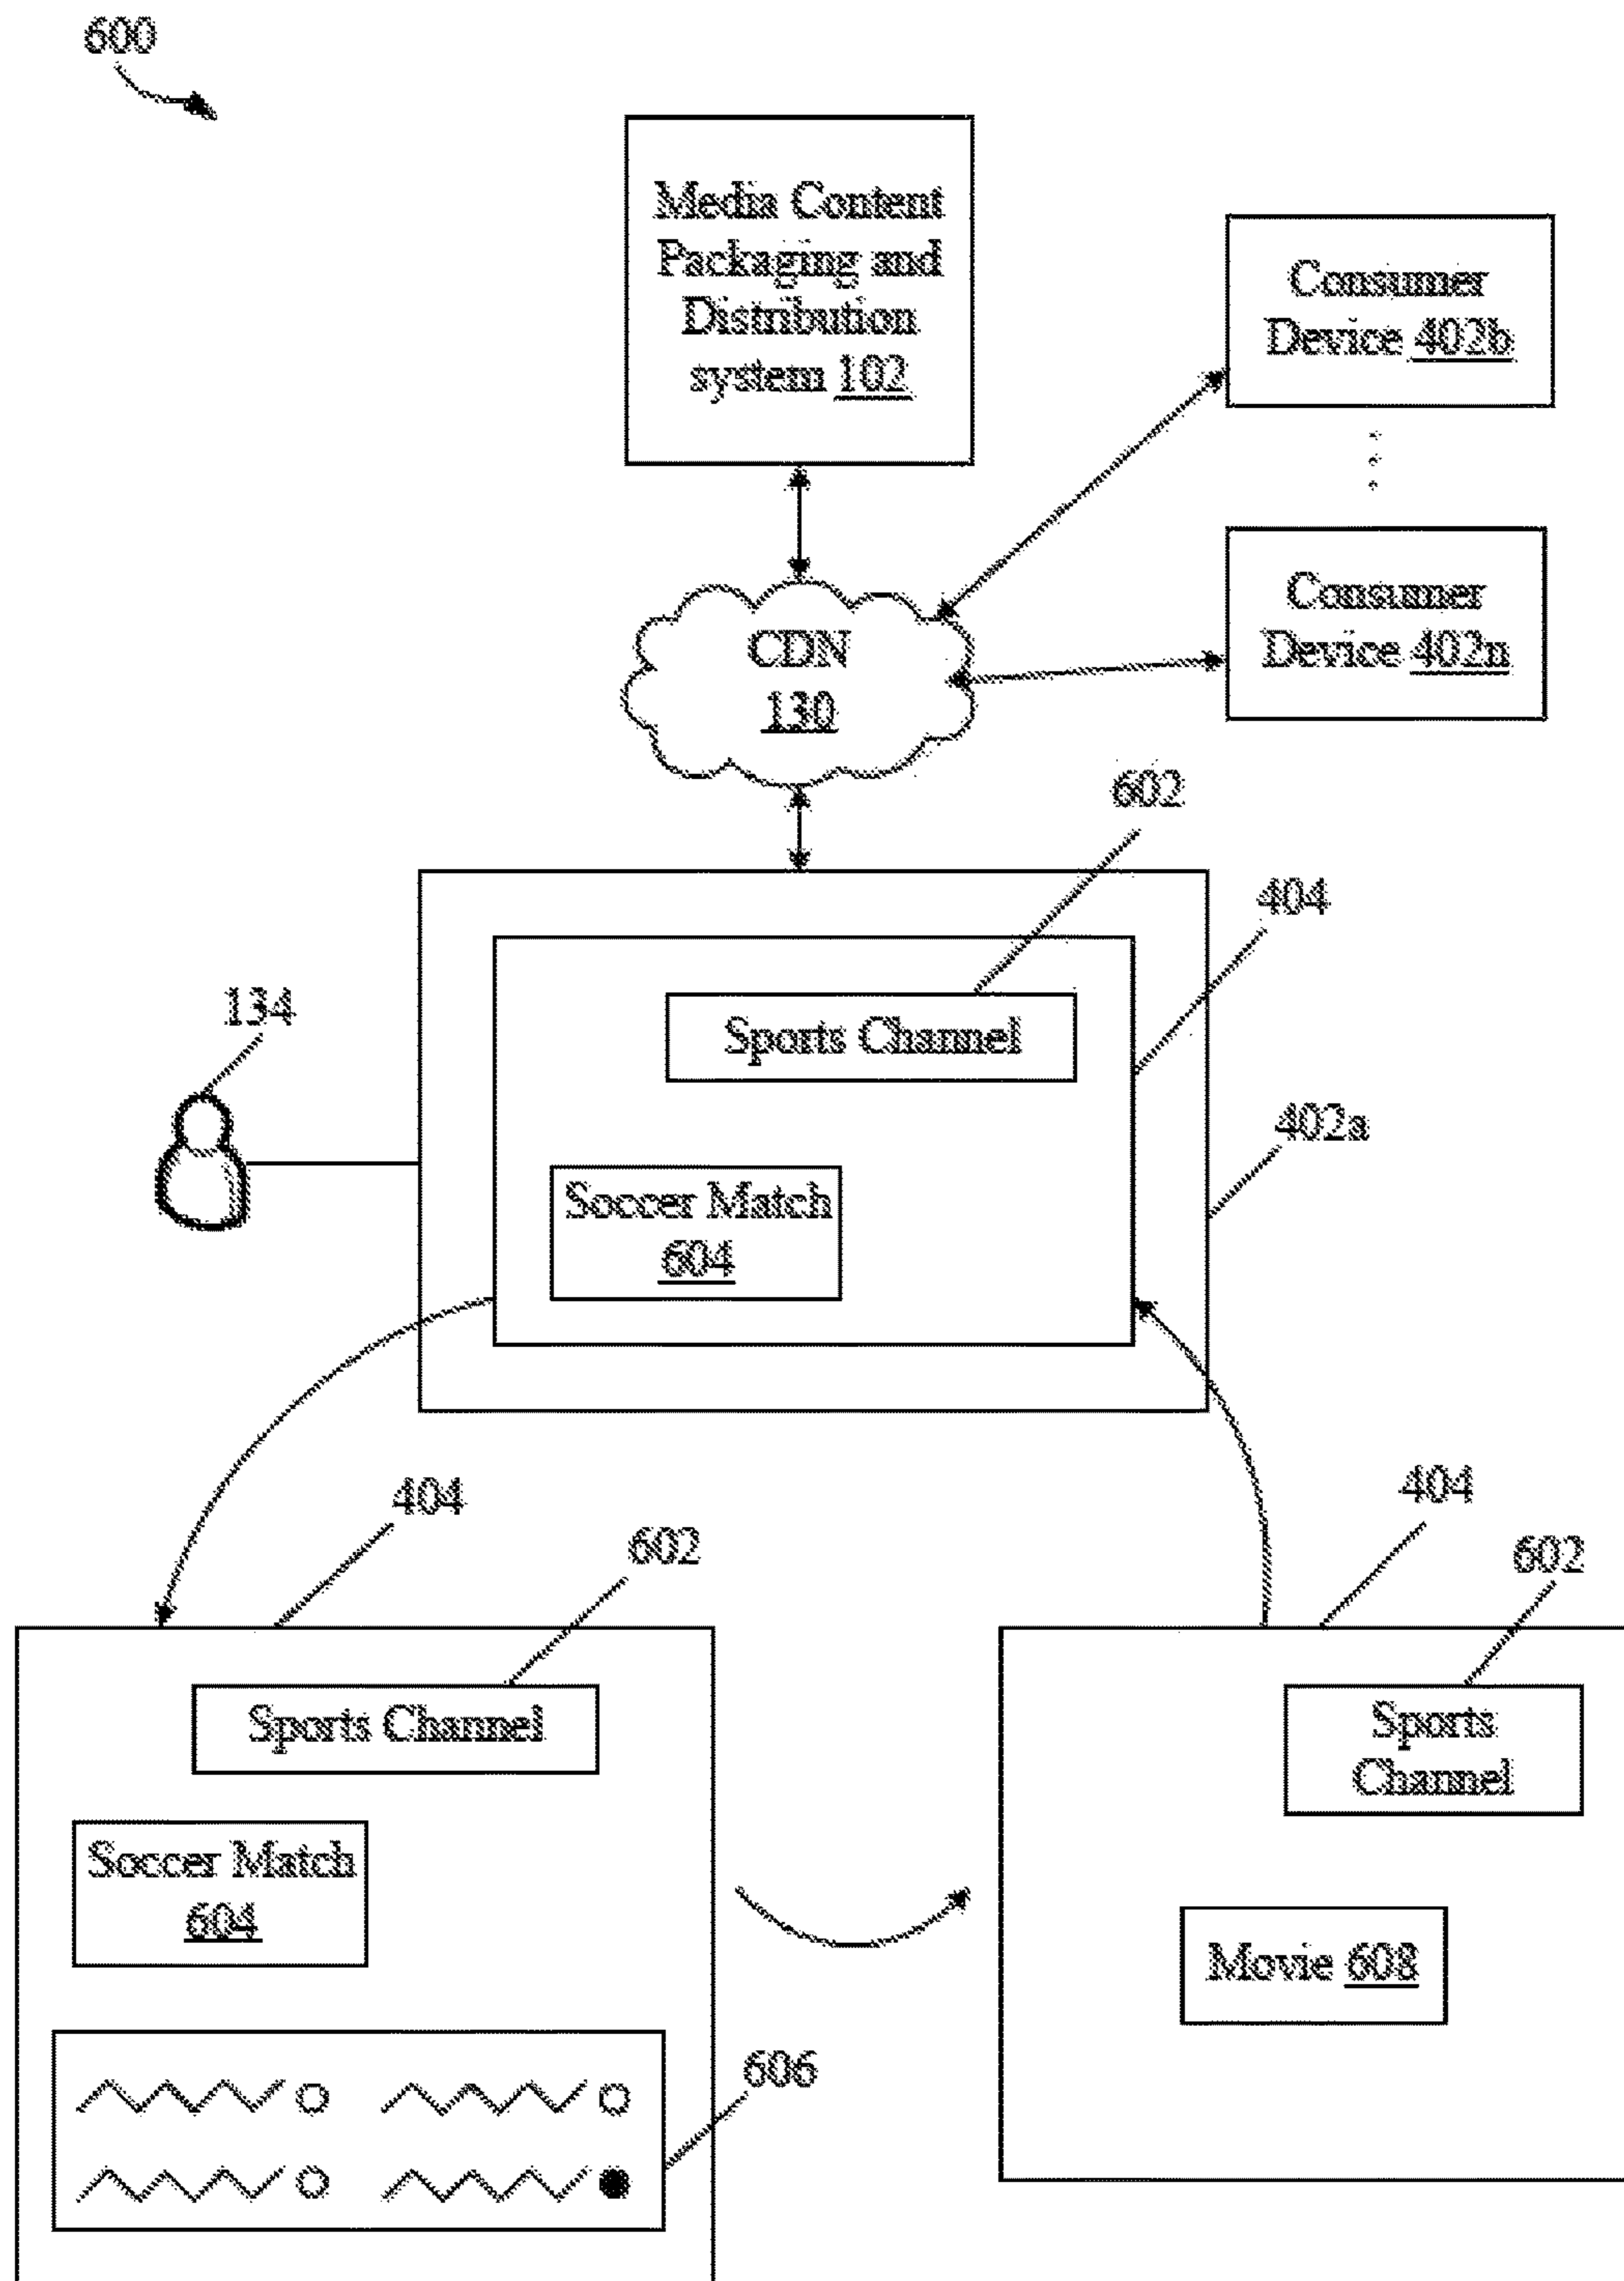 600
Media Content
Packaging and
Distribution
system 102
Consumer
Device 402b
Consumer
Device 402n
CDN
130
602
404
Sports Channel
134
402a
Soccer Match
604
404
602
Sports Channel
Soccer Match
604
606
404
602
Sports
Channel
Movie 608